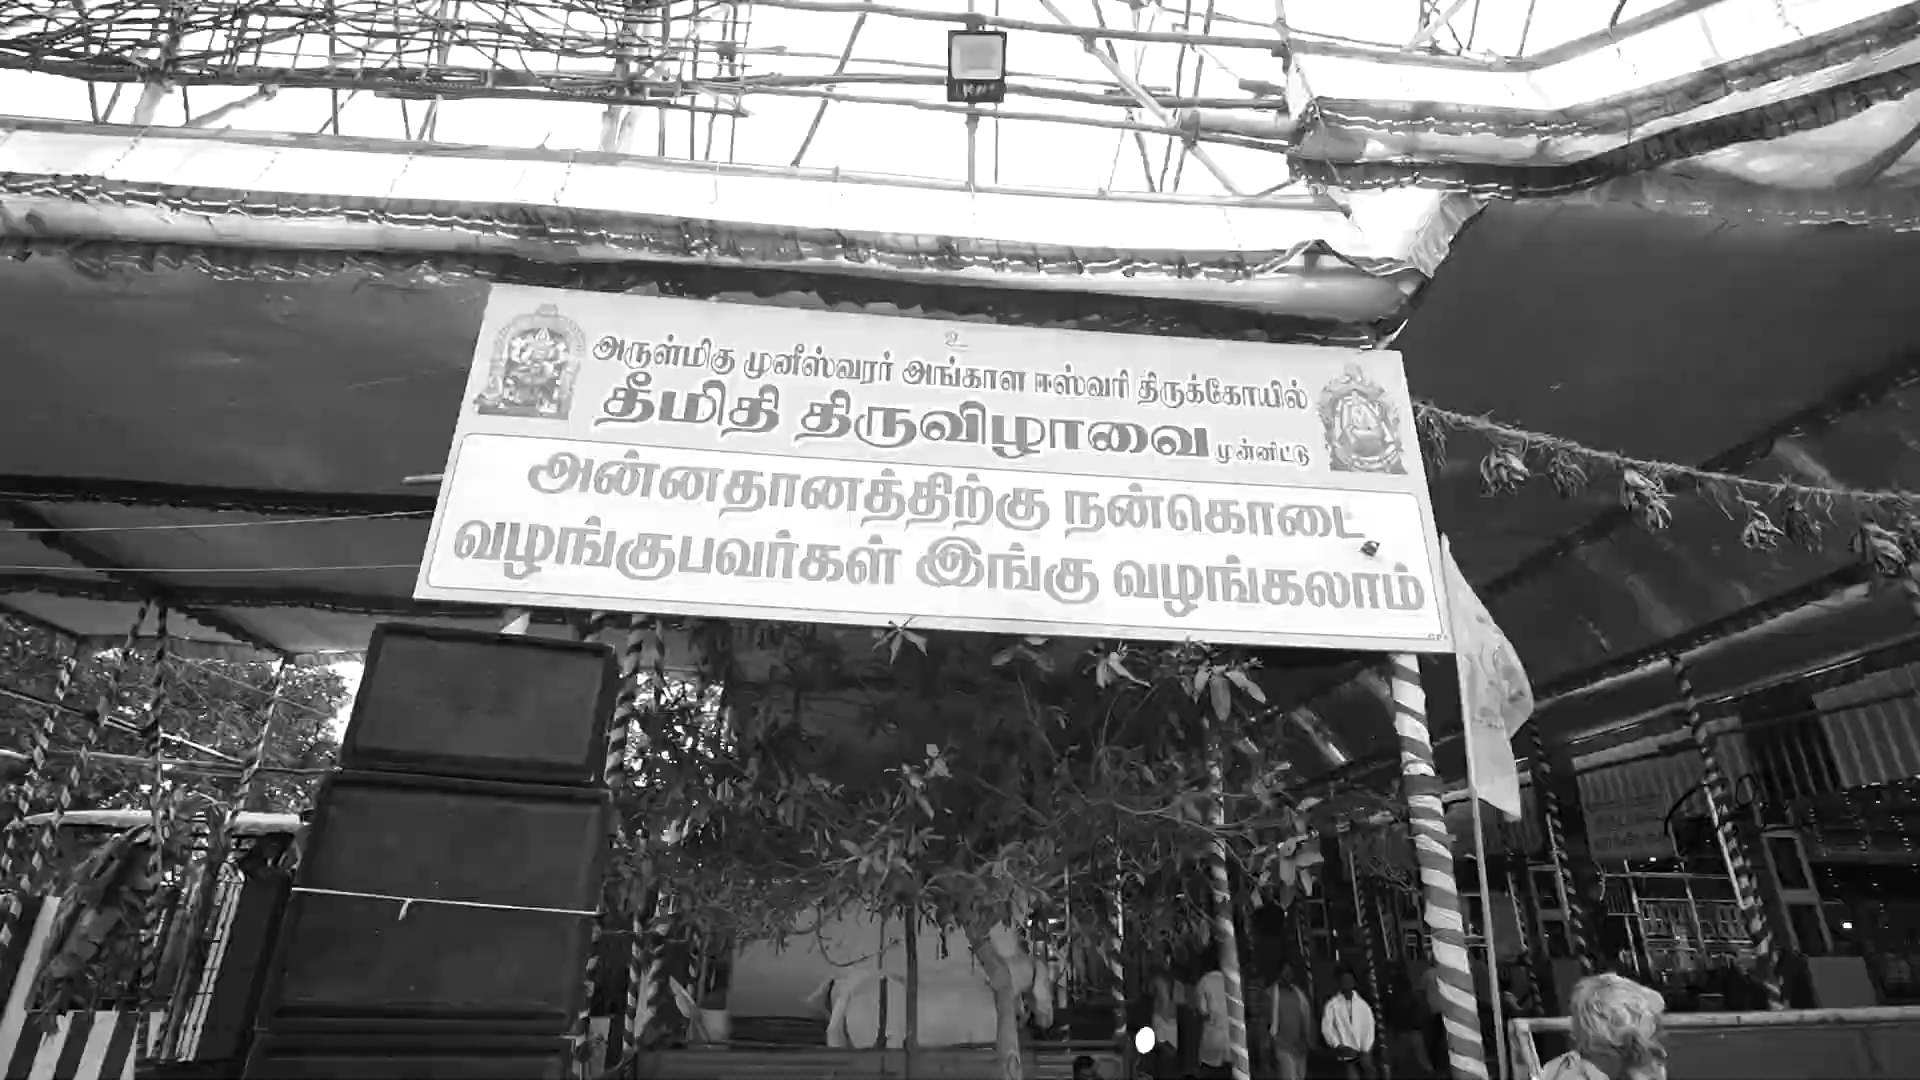 உ
அருள்மிகு முனீஸ்வரர் அங்காள ஈஸ்வரி திருக்கோயில்
தீமிதி திருவிழாவை முன்னிட்டு
அன்னதானத்திற்கு நன்கொடை
வழங்குபவர்கள் இங்கு வழங்கலாம்